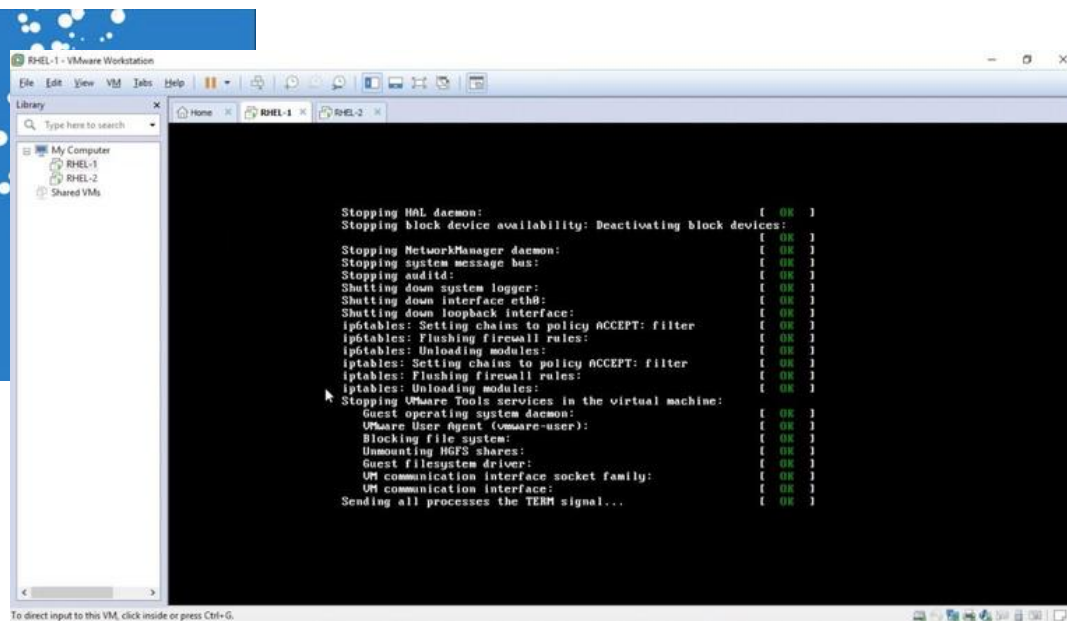 RHEL-1 - VMware Workstation
File Edit View VM Tabs Help
Library
Type here to search
Home RHEL-1 RHEL-2
My Computer
RHEL-1
RHEL-2
Shared VMs
Stopping HAL daemon: [ OK ]
Stopping block device availability: Deactivating block devices:
[ OK ]
Stopping NetworkManager daemon: [ OK ]
Stopping system message bus: [ OK ]
Stopping auditd: [ OK ]
Shutting down system logger: [ OK ]
Shutting down interface eth0: [ OK ]
Shutting down loopback interface: [ OK ]
ip6tables: Setting chains to policy ACCEPT: filter [ OK ]
ip6tables: Flushing firewall rules: [ OK ]
ip6tables: Unloading modules: [ OK ]
iptables: Setting chains to policy ACCEPT: filter [ OK ]
iptables: Flushing firewall rules: [ OK ]
iptables: Unloading modules: [ OK ]
Stopping VMware Tools services in the virtual machine:
Guest operating system daemon: [ OK ]
VMware User Agent (vmware-user): [ OK ]
Blocking file system: [ OK ]
Unmounting HGFS shares: [ OK ]
Guest filesystem driver: [ OK ]
VM communication interface socket family: [ OK ]
VM communication interface: [ OK ]
Sending all processes the TERM signal... [ OK ]
To direct input to this VM, click inside or press Ctrl+G.